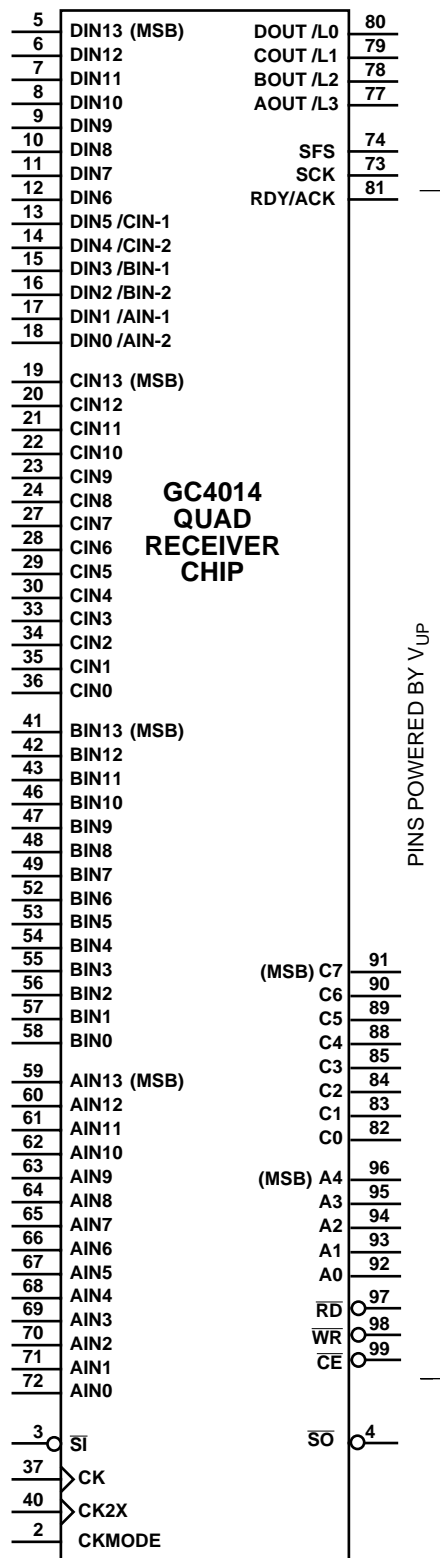 5 DIN13 (MSB)
6 DIN12
7 DIN11
8 DIN10
9 DIN9
10 DIN8
11 DIN7
12 DIN6
13 DIN5 /CIN-1
14 DIN4 /CIN-2
15 DIN3 /BIN-1
16 DIN2 /BIN-2
17 DIN1 /AIN-1
18 DIN0 /AIN-2
19 CIN13 (MSB)
20 CIN12
21 CIN11
22 CIN10
23 CIN9
24 CIN8
27 CIN7
28 CIN6
29 CIN5
30 CIN4
33 CIN3
34 CIN2
35 CIN1
36 CIN0
41 BIN13 (MSB)
42 BIN12
43 BIN11
46 BIN10
47 BIN9
48 BIN8
49 BIN7
52 BIN6
53 BIN5
54 BIN4
55 BIN3
56 BIN2
57 BIN1
58 BIN0
59 AIN13 (MSB)
60 AIN12
61 AIN11
62 AIN10
63 AIN9
64 AIN8
65 AIN7
66 AIN6
67 AIN5
68 AIN4
69 AIN3
70 AIN2
71 AIN1
72 AIN0
3 SI
37 CK
40 CK2X
2 CKMODE
GC4014
QUAD
RECEIVER
CHIP
DOUT /L0 80
COUT /L1 79
BOUT /L2 78
AOUT /L3 77
SFS 74
SCK 73
RDY/ACK 81
(MSB) C7 91
C6 90
C5 89
C4 88
C3 85
C2 84
C1 83
C0 82
(MSB) A4 96
A3 95
A2 94
A1 93
A0 92
RD 97
WR 98
CE 99
SO 4
PINS POWERED BY VUP